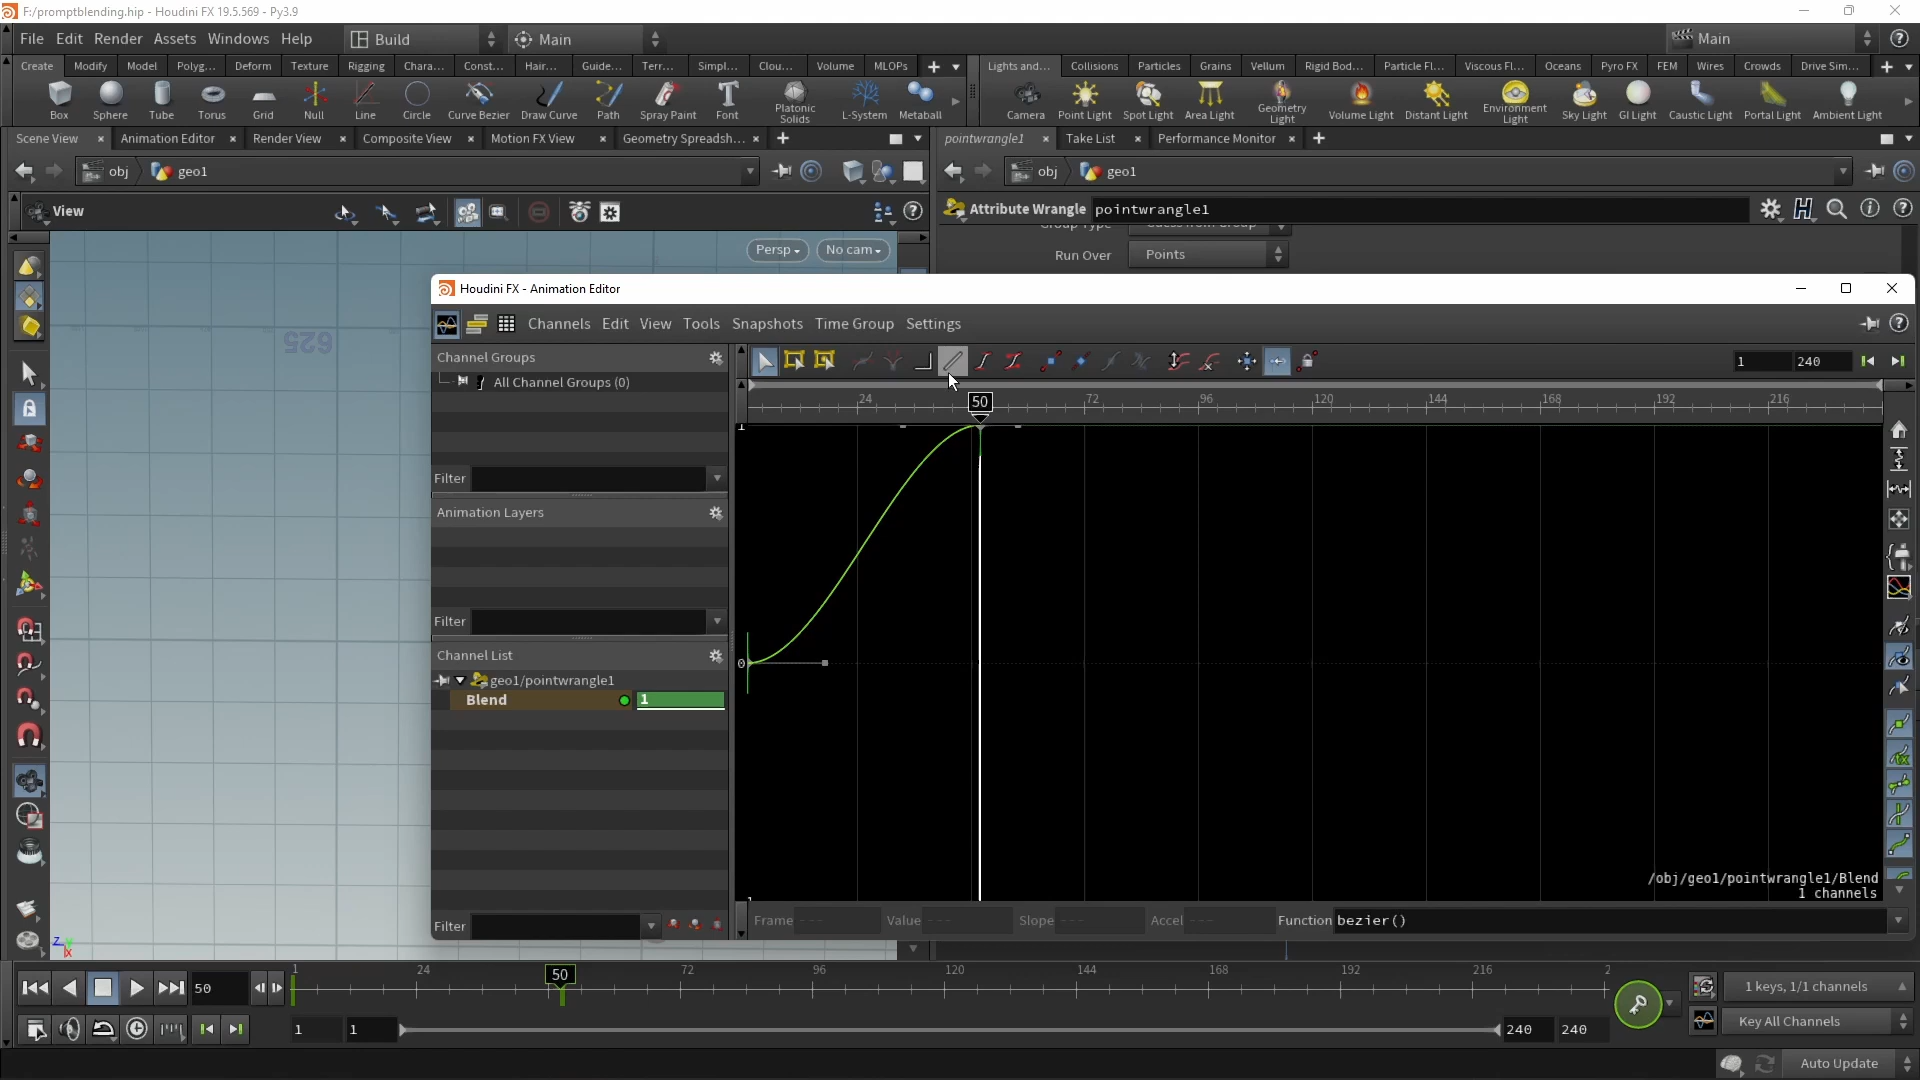 F:/promptblending.hip - Houdini FX 19.5.569 - Py3.9
File Edit Render Assets Windows Help Build Main Main
Create Modify Model Polyg... Deform Texture Rigging Chara... Const... Hair... Guide... Terr... Simpl... Clou... Volume MLOPs
Lights and... Collisions Particles Grains Vellum Rigid Bod... Particle Fl... Viscous Fl... Oceans Pyro FX FEM Wires Crowds Drive Sim...
Box Sphere Tube Torus Grid Null Line Circle Curve Bezier Draw Curve Path Spray Paint Font Platonic Solids L-System Metaball
Camera Point Light Spot Light Area Light Geometry Light Volume Light Distant Light Environment Light Sky Light GI Light Caustic Light Portal Light Ambient Light
Scene View Animation Editor Render View Composite View Motion FX View Geometry Spreadsh...
pointwrangle1 Take List Performance Monitor
obj geo1
obj geo1
View
Attribute Wrangle pointwrangle1
Persp No cam
Run Over Points
625
Houdini FX - Animation Editor
Channels Edit View Tools Snapshots Time Group Settings
Channel Groups
All Channel Groups (0)
Filter
Animation Layers
Filter
Channel List
geo1/pointwrangle1
Blend 1
Filter
1 240
24 50 72 96 120 144 168 192 216
1
0
/obj/geo1/pointwrangle1/Blend
1 channels
Frame --- Value --- Slope --- Accel --- Function bezier()
50
1 24 50 72 96 120 144 168 192 216 2
1 keys, 1/1 channels
1 1 240 240
Key All Channels
Auto Update